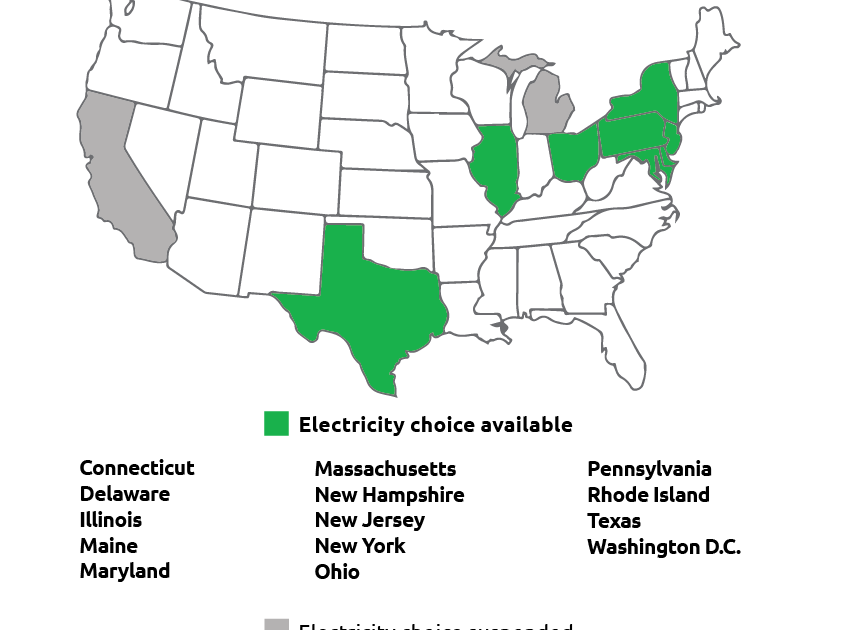 Electricity choice available
Connecticut
Delaware
Illinois
Maine
Maryland
Massachusetts
New Hampshire
New Jersey
New York
Ohio
Pennsylvania
Rhode Island
Texas
Washington D.C.
Electricity choice suspended